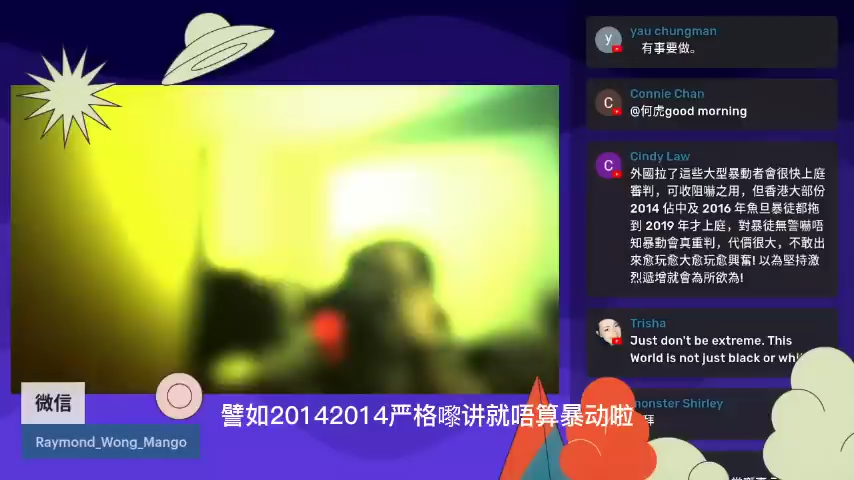 yau chungman
有事要做。
Connie Chan
@何虎good morning
Cindy Law
外國拉了這些大型暴動者會很快上庭
審判，可收阻嚇之用，但香港大部份
2014 佔中及 2016 年魚旦暴徒都拖
到 2019 年才上庭，對暴徒無警嚇唔
知暴動會真重判，代價很大，不敢出
來愈玩愈大愈玩愈興奮! 以為堅持激
烈遞增就會為所欲為!
Trisha
Just don't be extreme. This
World is not just black or
monster Shirley
拜
微信
Raymond_Wong_Mango
譬如20142014严格嚟讲就唔算暴动啦